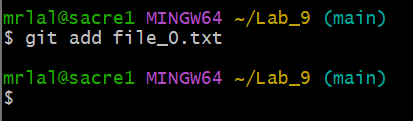 mrlal@sacre1 MINGW64 ~/Lab_9 (main)
$ git add file_0.txt
mrlal@sacre1 MINGW64 ~/Lab_9 (main)
$